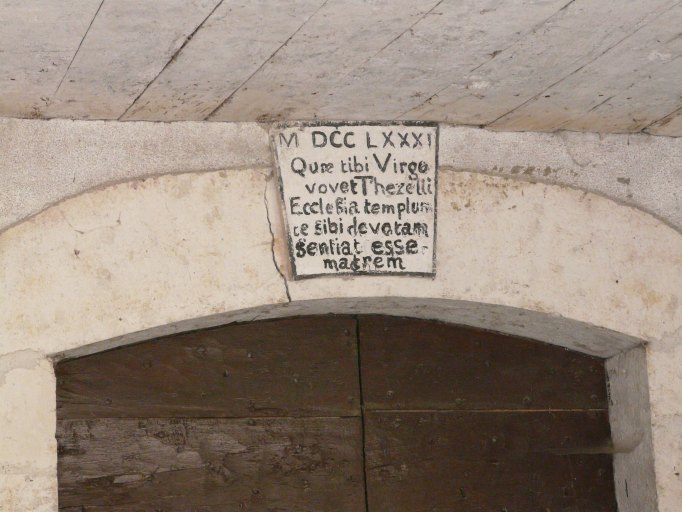 M DCC LXXXI
Quæ tibi Virgo
vovet Thezelli
Ecclesia templum
te sibi devotam
sentiat esse
matrem